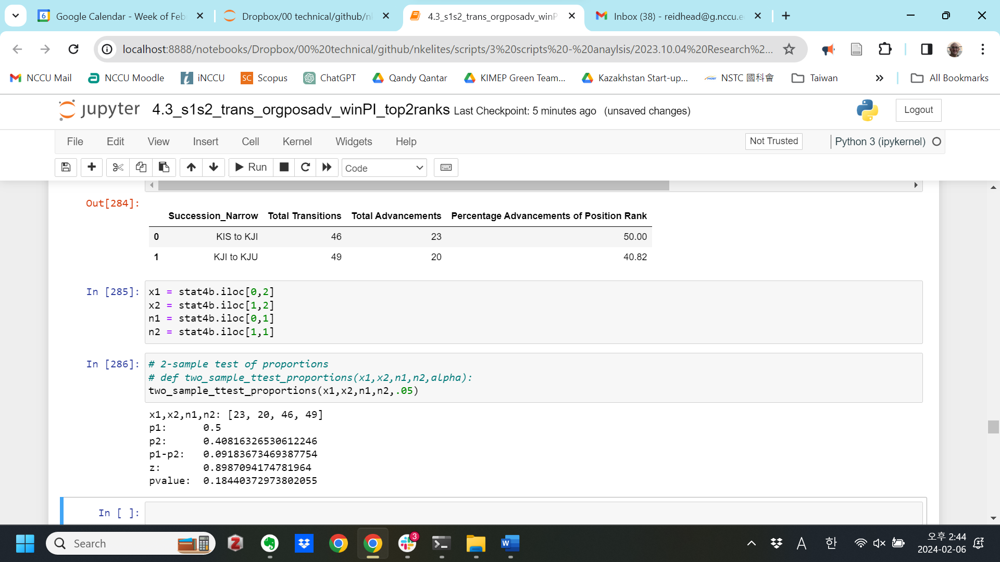 Google Calendar - Week of Feb
Dropbox/00 technical/github/nk
4.3_s1s2_trans_orgposadv_winP
Inbox (38) - reidhead@g.nccu.e
localhost:8888/notebooks/Dropbox/00%20technical/github/nkelites/scripts/3%20scripts%20-%20anaylsis/2023.10.04%20Research%2...
NCCU Mail
NCCU Moodle
iNCCU
SC Scopus
ChatGPT
Qandy Qantar
KIMEP Green Team...
Kazakhstan Start-up...
NSTC 國科會
Taiwan
»
All Bookmarks
jupyter 4.3_s1s2_trans_orgposadv_winPI_top2ranks Last Checkpoint: 5 minutes ago (unsaved changes)
Logout
File Edit View Insert Cell Kernel Widgets Help
Not Trusted
Python 3 (ipykernel)
Run
Code
Out[284]:
Succession_Narrow Total Transitions Total Advancements Percentage Advancements of Position Rank
0 KIS to KJI 46 23 50.00
1 KJI to KJU 49 20 40.82
In [285]:
x1 = stat4b.iloc[0,2]
x2 = stat4b.iloc[1,2]
n1 = stat4b.iloc[0,1]
n2 = stat4b.iloc[1,1]
In [286]:
# 2-sample test of proportions
# def two_sample_ttest_proportions(x1,x2,n1,n2,alpha):
two_sample_ttest_proportions(x1,x2,n1,n2,.05)
x1,x2,n1,n2: [23, 20, 46, 49]
p1: 0.5
p2: 0.40816326530612246
p1-p2: 0.09183673469387754
z: 0.8987094174781964
pvalue: 0.18440372973802055
In [ ]:
Search
3
A
한
오후 2:44
2024-02-06